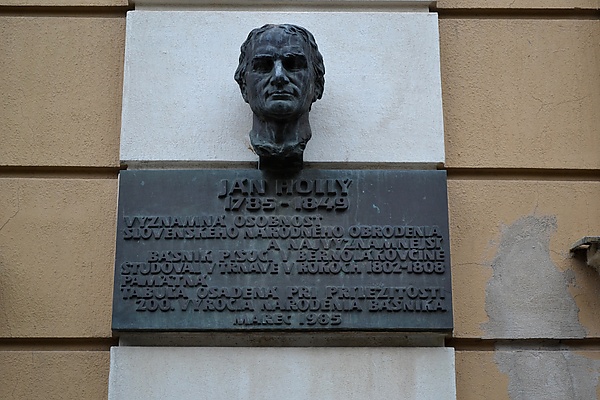 JÁN HOLLÝ
1785 - 1849
VÝZNAMNÁ OSOBNOSŤ
SLOVENSKÉHO NÁRODNÉHO OBRODENIA
A NAJVÝZNAMNEJŠÍ
BÁSNIK PÍŠÚCI V BERNOLÁKOVČINE
ŠTUDOVAL V TRNAVE V ROKOCH 1802-1808
PAMÄTNÁ
TABUĽA OSADENÁ PRI PRÍLEŽITOSTI
200. VÝROČIA NARODENIA BÁSNIKA
MAREC 1985